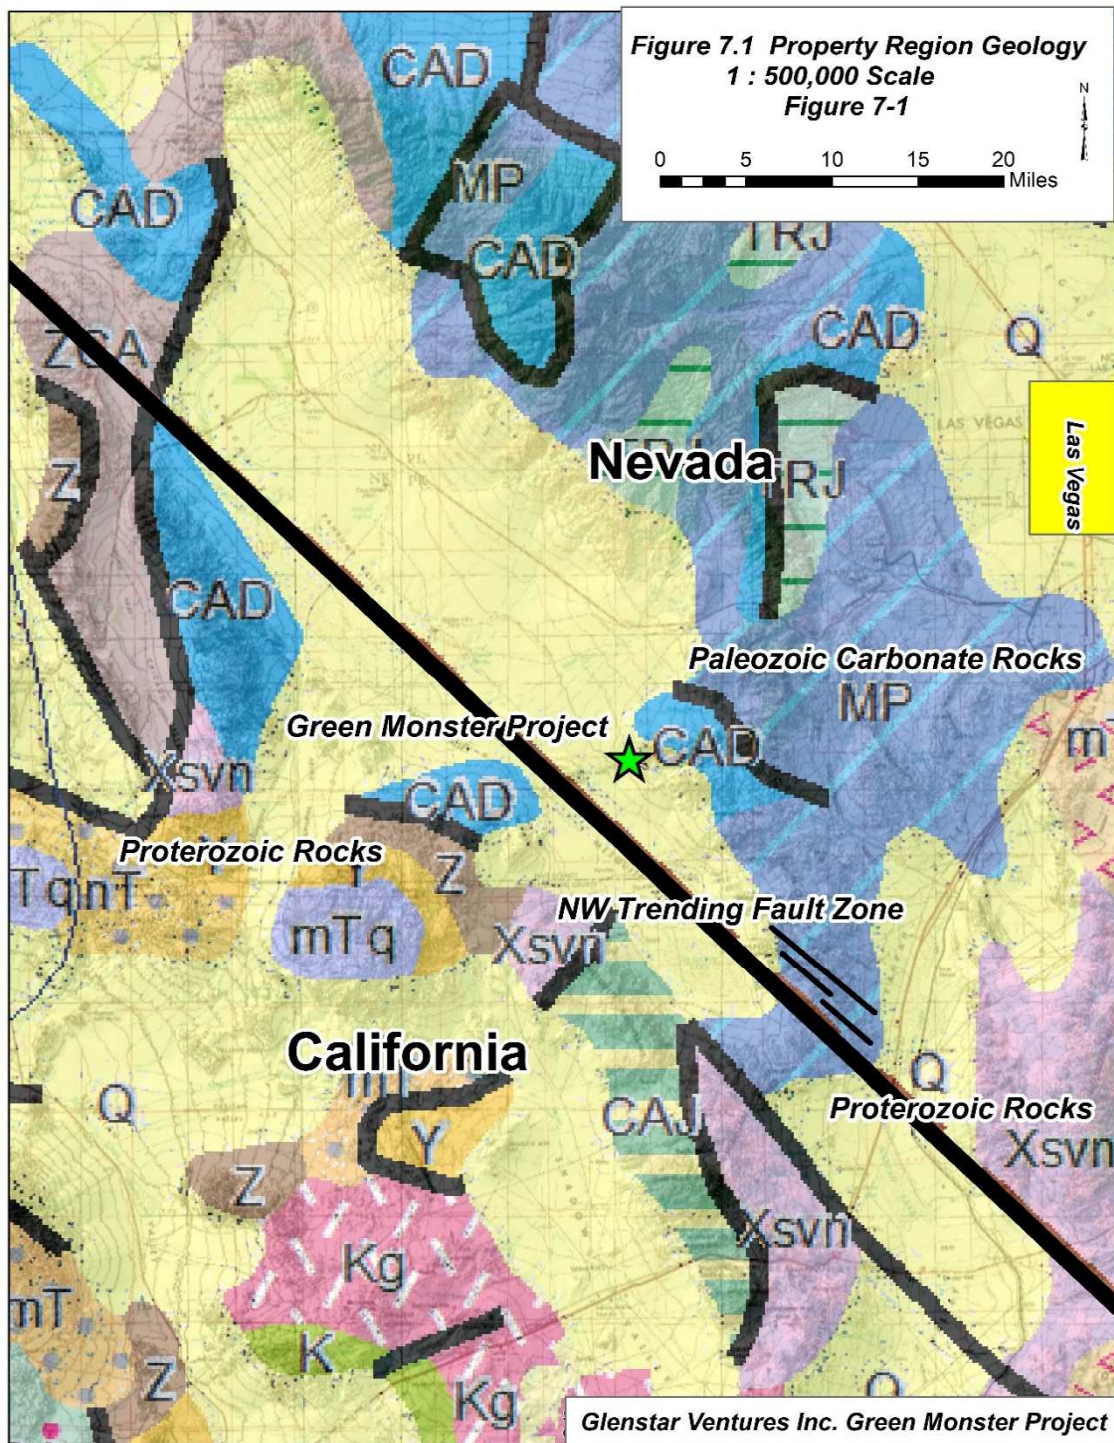 Figure 7.1 Property Region Geology
1 : 500,000 Scale
Figure 7-1
N
0 5 10 15 20 Miles
CAD
MP
CAD
CAD
TRJ
CAD
Q
ZCA
LAS VEGAS
Las Vegas
Nevada
TRJ
Z
CAD
Paleozoic Carbonate Rocks
MP
Green Monster Project
CAD
Xsvn
CAD
Proterozoic Rocks
Z
mTq
NW Trending Fault Zone
Xsvn
California
Q
Q
CAJ
Proterozoic Rocks
Y
Xsvn
Z
Xsvn
Kg
mT
K
Z
Kg
Q
Glenstar Ventures Inc. Green Monster Project